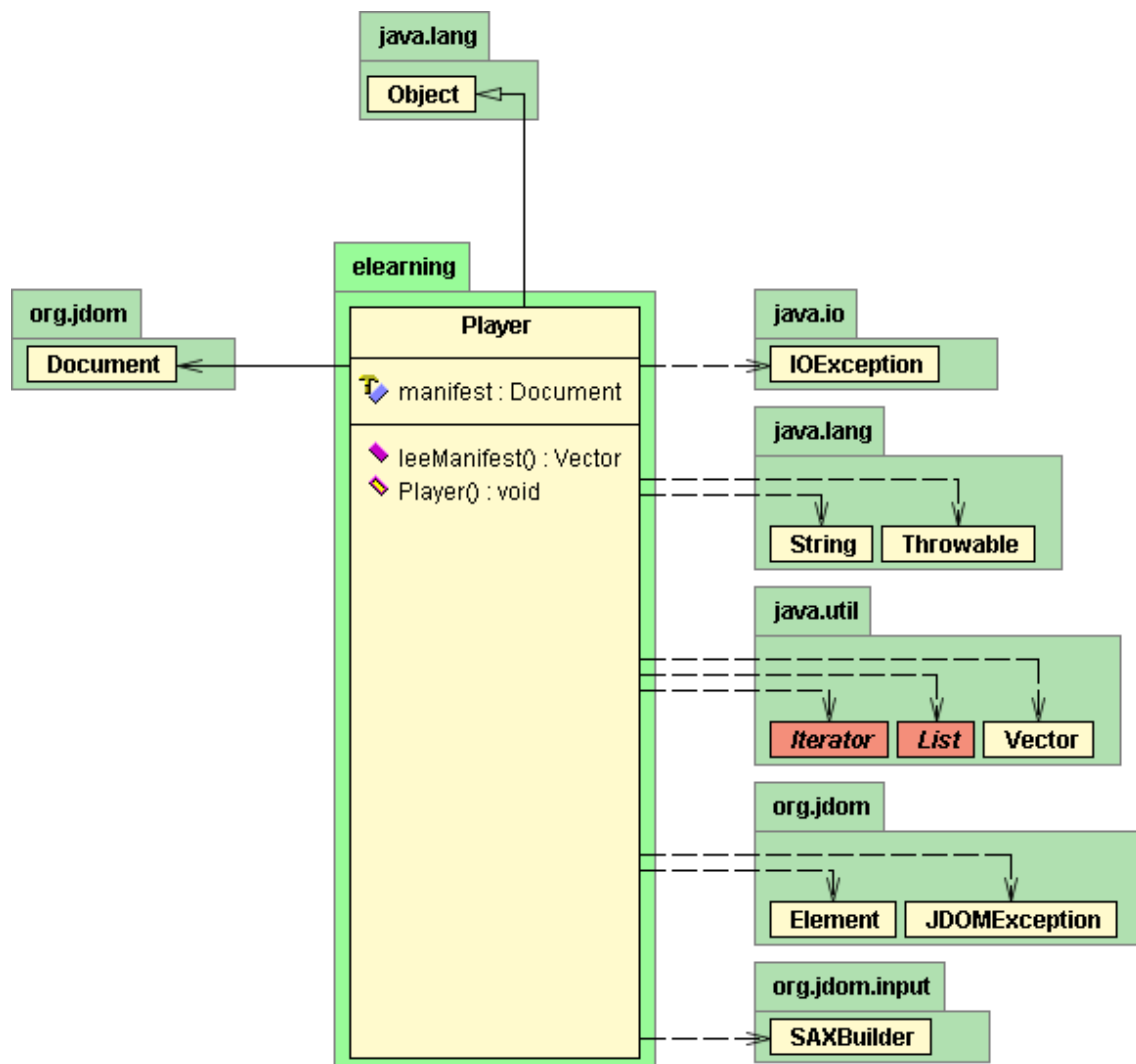 java.lang
Object
elearning
org.jdom
Document
Player
manifest : Document
leeManifest() : Vector
Player() : void
java.io
IOException
java.lang
String Throwable
java.util
Iterator List Vector
org.jdom
Element JDOMException
org.jdom.input
SAXBuilder